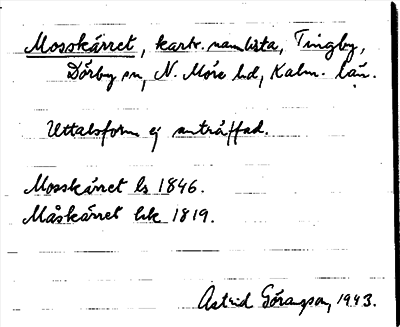 Mosskärret, kartr. namnlista, Tingby,
Dörby sn, N. Möre hd, Kalm. län.
Uttalsform ej anträffad.
Mosskärret ls 1846.
Måskärret hk 1819.
Astrid Göransson, 1943.